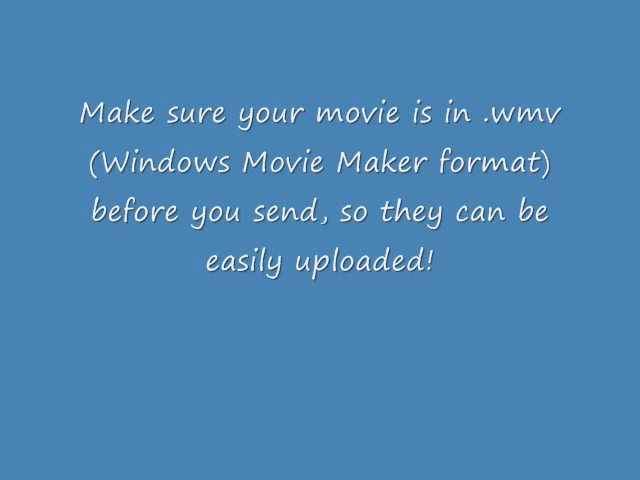 Make sure your movie is in .wmv
(Windows Movie Maker format)
before you send, so they can be
easily uploaded!